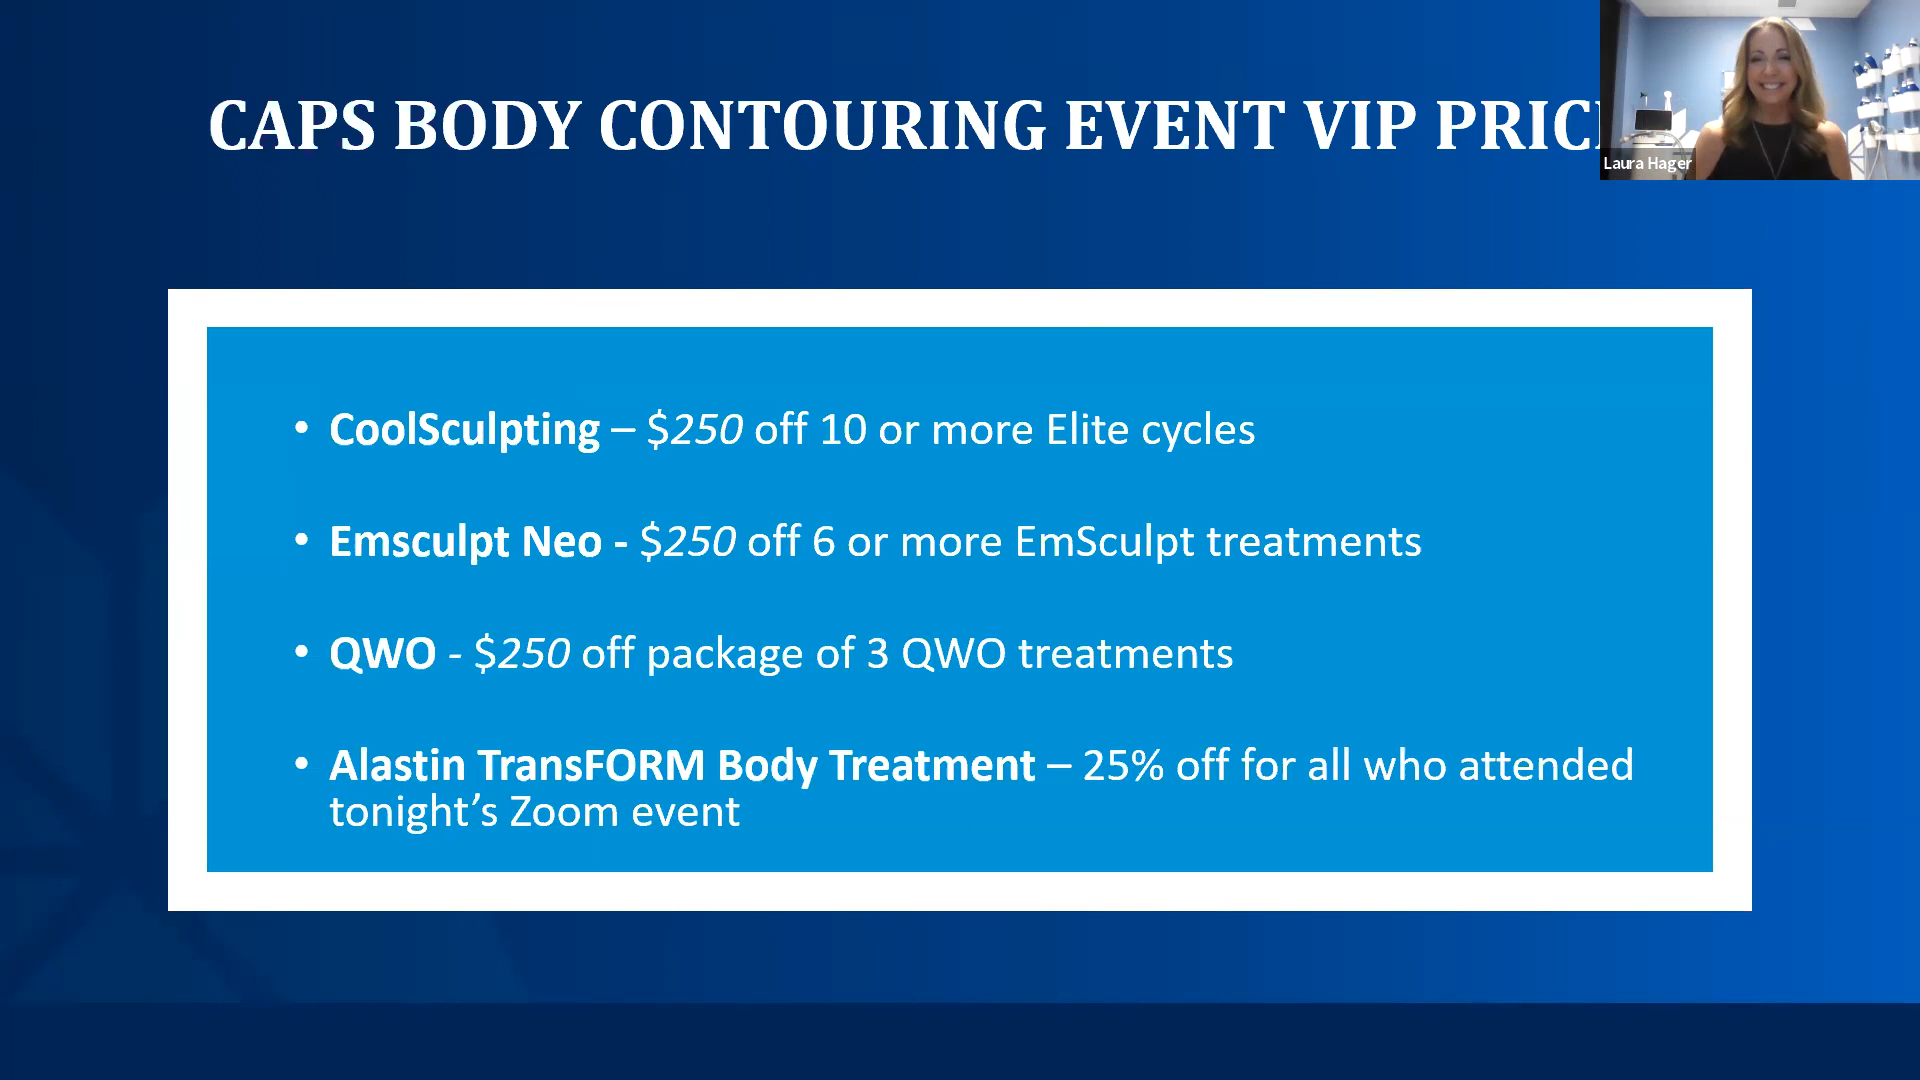 CAPS BODY CONTOURING EVENT VIP
Laura Hager
• CoolSculpting – $250 off 10 or more Elite cycles
• Emsculpt Neo - $250 off 6 or more EmSculpt treatments
• QWO - $250 off package of 3 QWO treatments
• Alastin TransFORM Body Treatment – 25% off for all who attended
tonight’s Zoom event